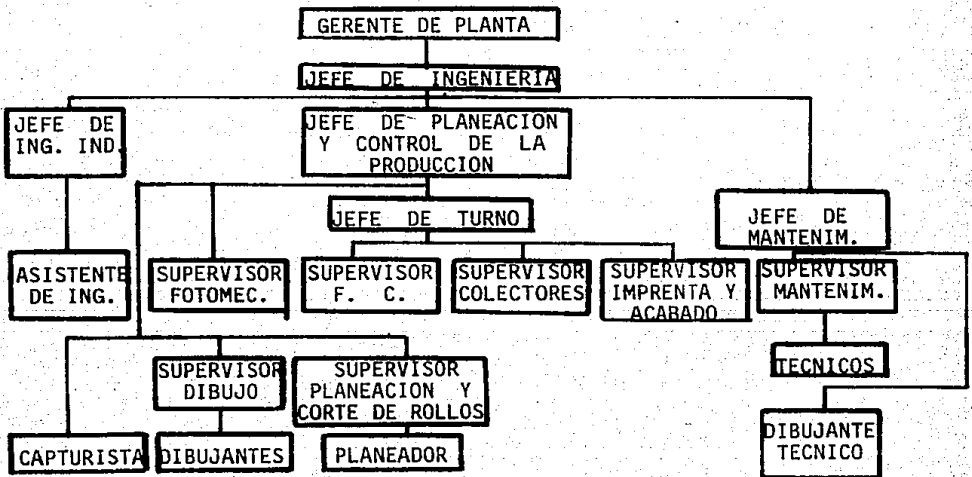 GERENTE DE PLANTA
JEFE DE INGENIERIA
JEFE DE
ING. IND.
JEFE DE PLANEACION
Y CONTROL DE LA
PRODUCCION
JEFE DE TURNO
JEFE DE
MANTENIM.
ASISTENTE
DE ING.
SUPERVISOR
FOTOMEC.
SUPERVISOR
F. C.
SUPERVISOR
COLECTORES
SUPERVISOR
IMPRENTA Y
ACABADO
SUPERVISOR
MANTENIM.
TECNICOS
SUPERVISOR
DIBUJO
SUPERVISOR
PLANEACION Y
CORTE DE ROLLOS
CAPTURISTA
DIBUJANTES
PLANEADOR
DIBUJANTE
TECNICO